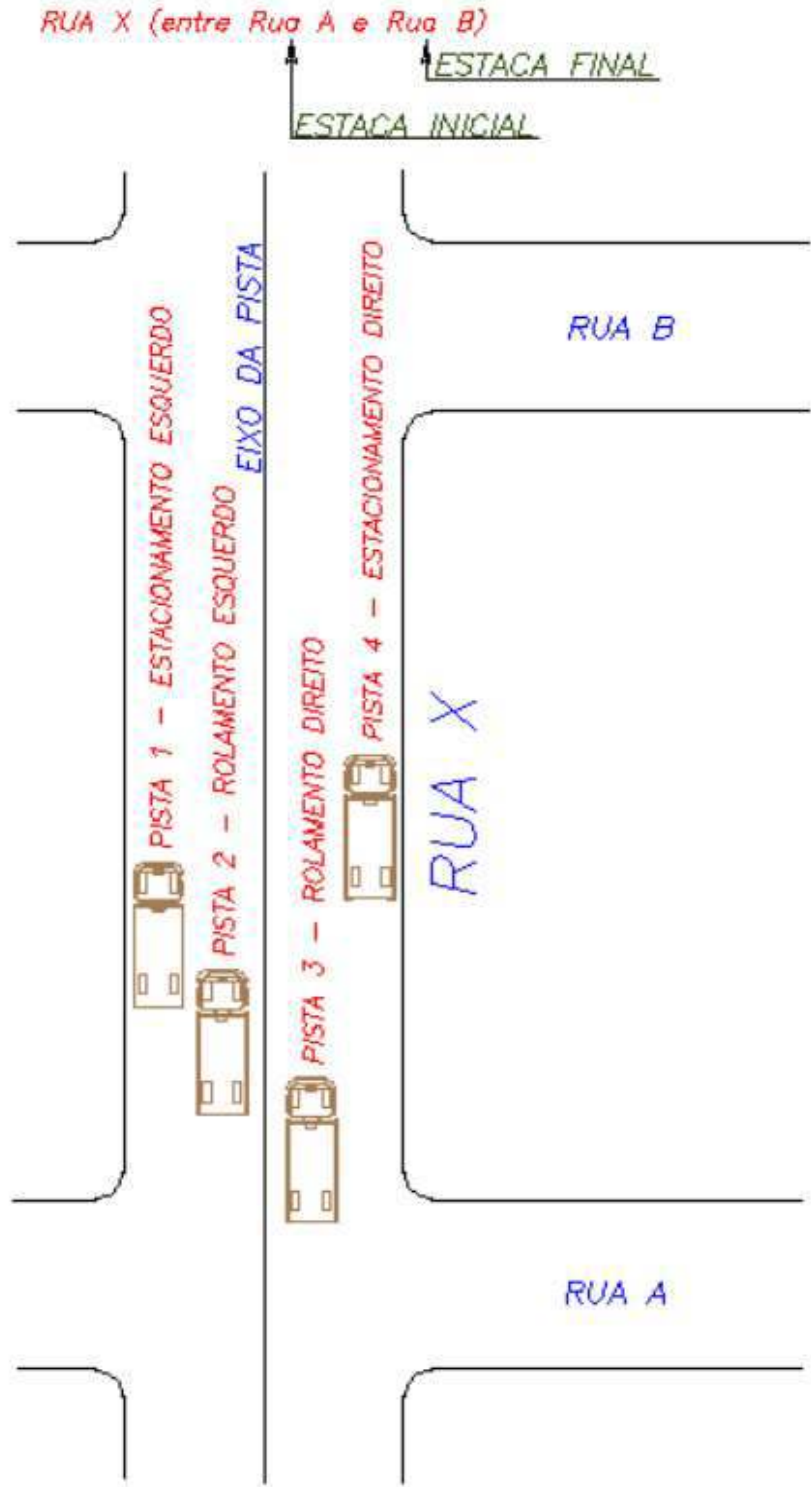 RUA X (entre Rua A e Rua B)
ESTACA FINAL
ESTACA INICIAL
PISTA 1 - ESTACIONAMENTO ESQUERDO
PISTA 2 - ROLAMENTO ESQUERDO
EIXO DA PISTA
PISTA 3 - ROLAMENTO DIREITO
PISTA 4 - ESTACIONAMENTO DIREITO
RUA B
RUA X
RUA A